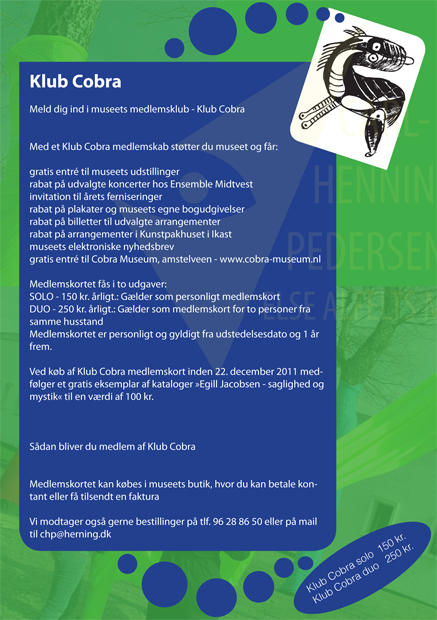 Klub Cobra
Meld dig ind i museets medlemsklub - Klub Cobra
Med et Klub Cobra medlemskab støtter du museet og får:
gratis entré til museets udstillinger
rabat på udvalgte koncerter hos Ensemble Midtvest
invitation til årets ferniseringer
rabat på plakater og museets egne bogudgivelser
rabat på billetter til udvalgte arrangementer
rabat på arrangementer i Kunstpakhuset i Ikast
museets elektroniske nyhedsbrev
gratis entré til Cobra Museum, amstelveen - www.cobra-museum.nl
Medlemskortet fås i to udgaver:
SOLO - 150 kr. årligt.: Gælder som personligt medlemskort
DUO - 250 kr. årligt.: Gælder som medlemskort for to personer fra
samme husstand
Medlemskortet er personligt og gyldigt fra udstedelsesdato og 1 år
frem.
Ved køb af Klub Cobra medlemskort inden 22. december 2011 med-
følger et gratis eksemplar af kataloger »Egill Jacobsen - saglighed og
mystik« til en værdi af 100 kr.
Sådan bliver du medlem af Klub Cobra
Medlemskortet kan købes i museets butik, hvor du kan betale kon-
tant eller få tilsendt en faktura
Vi modtager også gerne bestillinger på tlf. 96 28 86 50 eller på mail
til chp@herning.dk
Klub Cobra solo 150 kr.
Klub Cobra duo 250 kr.
HENNIN
PEDERSEN